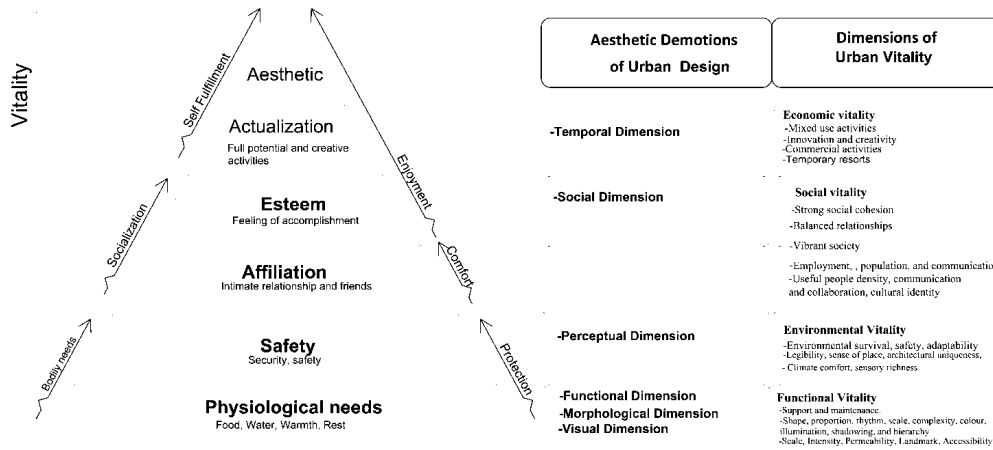 Vitality
Aesthetic
Self Fulfillment
Actualization
Full potential and creative
activities
Enjoyment
Esteem
Feeling of accomplishment
Socialization
Affiliation
Intimate relationship and friends
Comfort
Safety
Security, safety
Bodily needs
Protection
Physiological needs
Food, Water, Warmth, Rest
Aesthetic Demotions
of Urban Design
-Temporal Dimension
-Social Dimension
-Perceptual Dimension
-Functional Dimension
-Morphological Dimension
-Visual Dimension
Dimensions of
Urban Vitality
Economic vitality
-Mixed use activities
-Innovation and creativity
-Commercial activities
-Temporary resorts
Social vitality
-Strong social cohesion
-Balanced relationships
-Vibrant society
-Employment, , population, and communicatio
-Useful people density, communication
and collaboration, cultural identity
Environmental Vitality
-Environmental survival, safety, adaptability
-Legibility, sense of place, architectural uniqueness,
- Climate comfort, sensory richness
Functional Vitality
-Support and maintenance.
-Shape, proportion, rhythm, scale, complexity, colour,
illumination, shadowing, and hierarchy
-Scale, Intensity, Permeability, Landmark, Accessibility